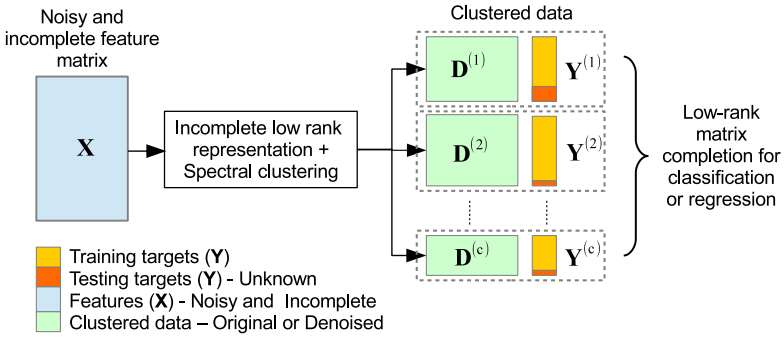 Noisy and
incomplete feature
matrix
X
Incomplete low rank
representation +
Spectral clustering
Clustered data
D(1)
Y(1)
D(2)
Y(2)
D(c)
Y(c)
Low-rank
matrix
completion for
classification
or regression
Training targets (Y)
Testing targets (Y) - Unknown
Features (X) - Noisy and Incomplete
Clustered data – Original or Denoised